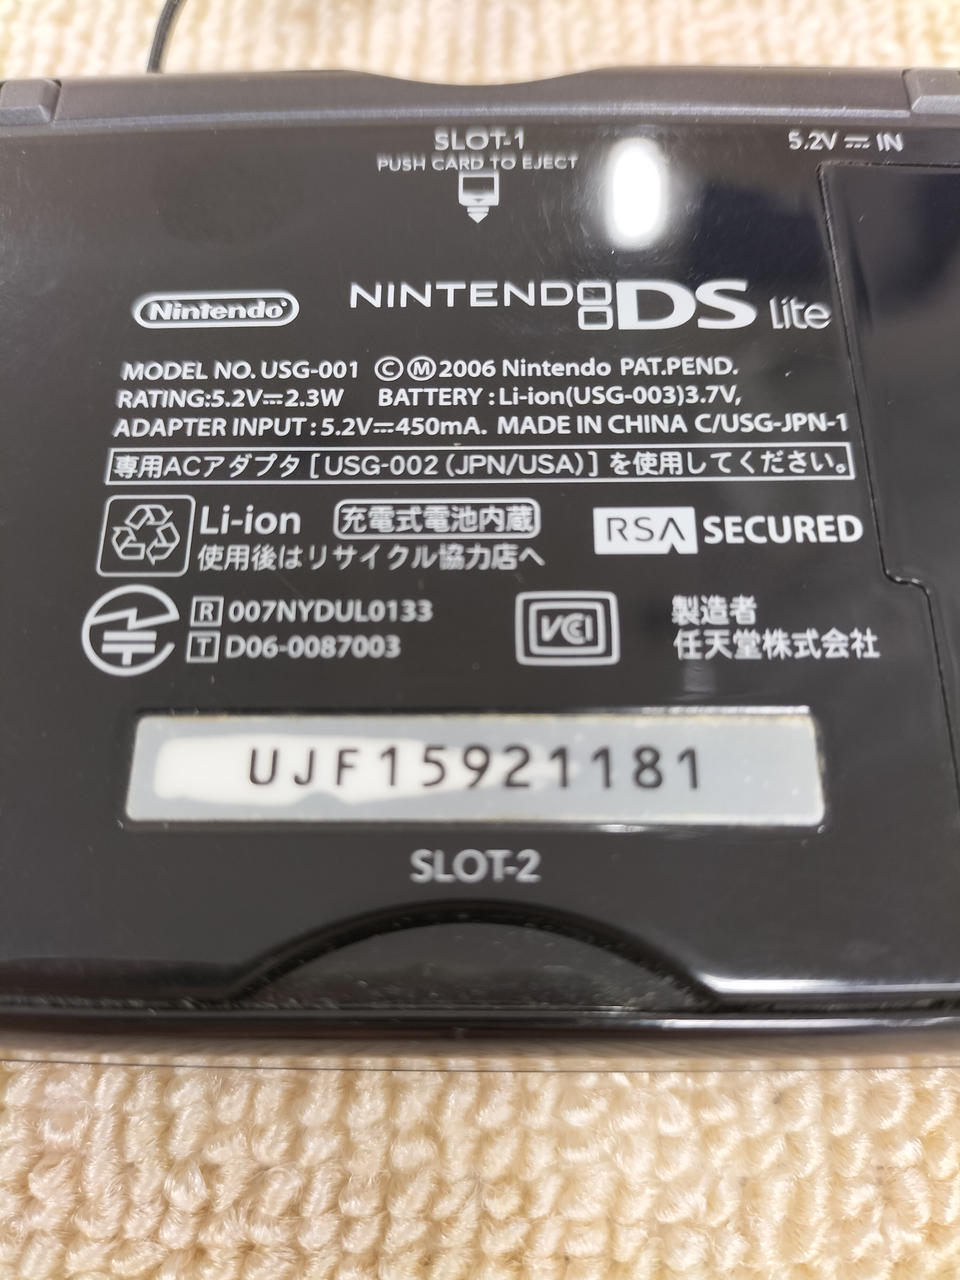 SLOT-1
PUSH CARD TO EJECT
5.2V ⎓ IN
Nintendo
NINTENDO DS Lite
MODEL NO. USG-001 ©Ⓜ2006 Nintendo PAT.PEND.
RATING:5.2V⎓2.3W BATTERY : Li-ion(USG-003)3.7V,
ADAPTER INPUT : 5.2V⎓450mA. MADE IN CHINA C/USG-JPN-1
専用ACアダプタ [USG-002 (JPN/USA)] を使用してください。
Li-ion 充電式電池内蔵
使用後はリサイクル協力店へ
RSA SECURED
R 007NYDUL0133
T D06-0087003
VCCI
製造者
任天堂株式会社
UJF15921181
SLOT-2